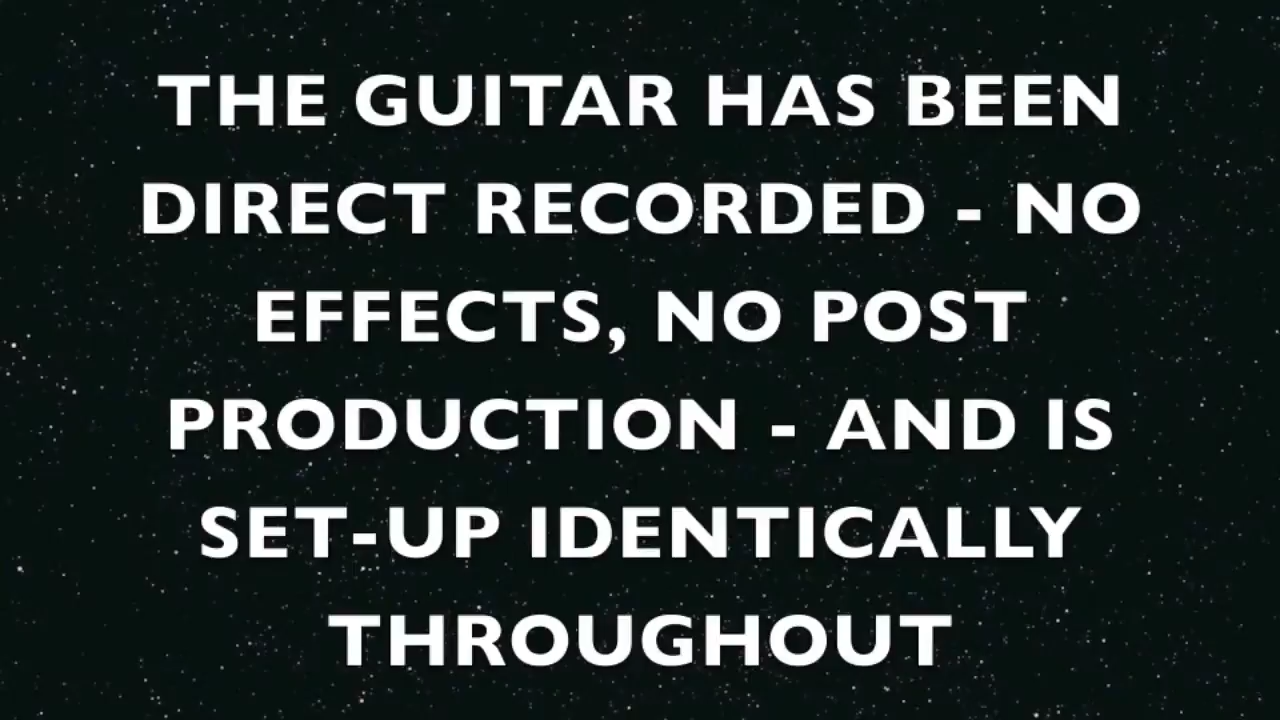 THE GUITAR HAS BEEN
DIRECT RECORDED - NO
EFFECTS, NO POST
PRODUCTION - AND IS
SET-UP IDENTICALLY
THROUGHOUT